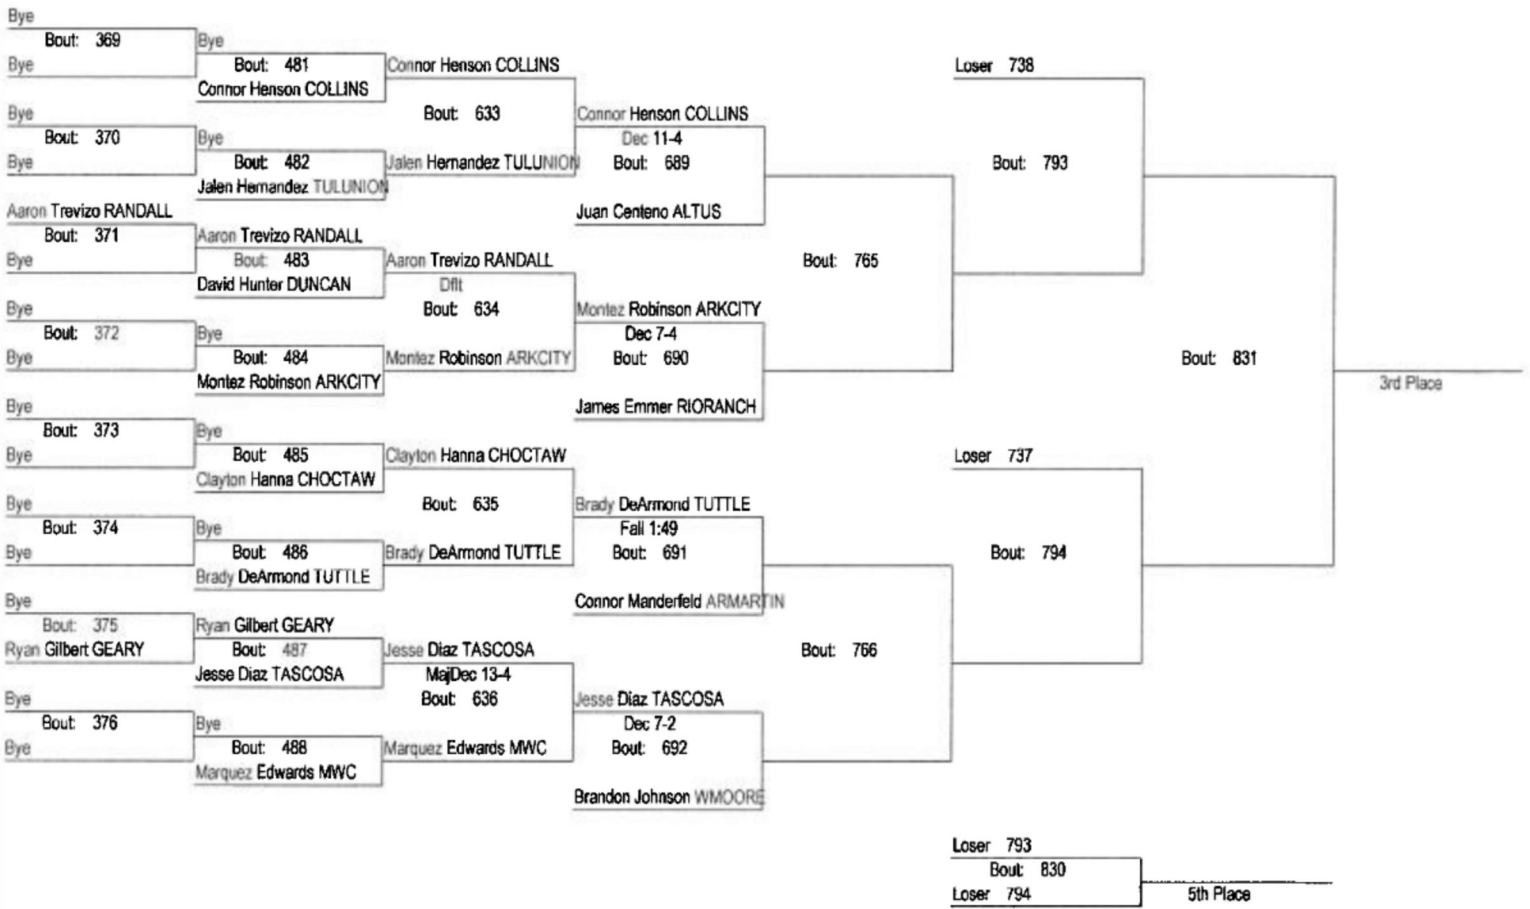 Bye
Bout: 369
Bye
Bye
Bout: 370
Bye
Aaron Trevizo RANDALL
Bout: 371
Bye
Bye
Bout: 372
Bye
Bye
Bout: 373
Bye
Bye
Bout: 374
Bye
Bye
Bout: 375
Ryan Gilbert GEARY
Bye
Bout: 376
Bye
Bye
Bout: 481
Connor Henson COLLINS
Bye
Bout: 482
Jalen Hernandez TULUNION
Aaron Trevizo RANDALL
Bout: 483
David Hunter DUNCAN
Bye
Bout: 484
Montez Robinson ARKCITY
Bye
Bout: 485
Clayton Hanna CHOCTAW
Bye
Bout: 486
Brady DeArmond TUTTLE
Ryan Gilbert GEARY
Bout: 487
Jesse Diaz TASCOSA
Bye
Bout: 488
Marquez Edwards MWC
Connor Henson COLLINS
Bout: 633
Jalen Hernandez TULUNION
Aaron Trevizo RANDALL
Dflt
Bout: 634
Montez Robinson ARKCITY
Clayton Hanna CHOCTAW
Bout: 635
Brady DeArmond TUTTLE
Jesse Diaz TASCOSA
MajDec 13-4
Bout: 636
Marquez Edwards MWC
Connor Henson COLLINS
Dec 11-4
Bout: 689
Juan Centeno ALTUS
Montez Robinson ARKCITY
Dec 7-4
Bout: 690
James Emmer RIORANCH
Brady DeArmond TUTTLE
Fall 1:49
Bout: 691
Connor Manderfeld ARMARTIN
Jesse Diaz TASCOSA
Dec 7-2
Bout: 692
Brandon Johnson WMOORE
Bout: 765
Bout: 766
Loser 738
Bout: 793
Loser 737
Bout: 794
Bout: 831
3rd Place
Loser 793
Bout: 830
Loser 794
5th Place